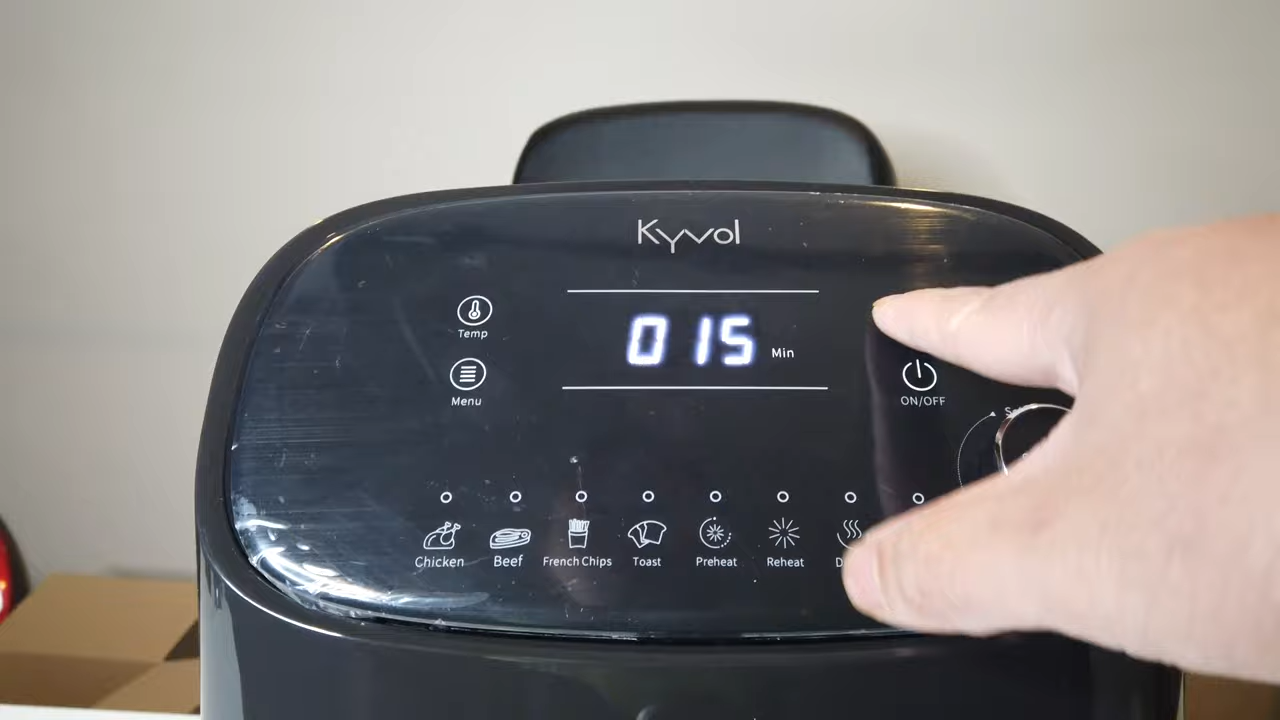 Kyvol
Temp
015 Min
Menu
ON/OFF
Chicken Beef French Chips Toast Preheat Reheat